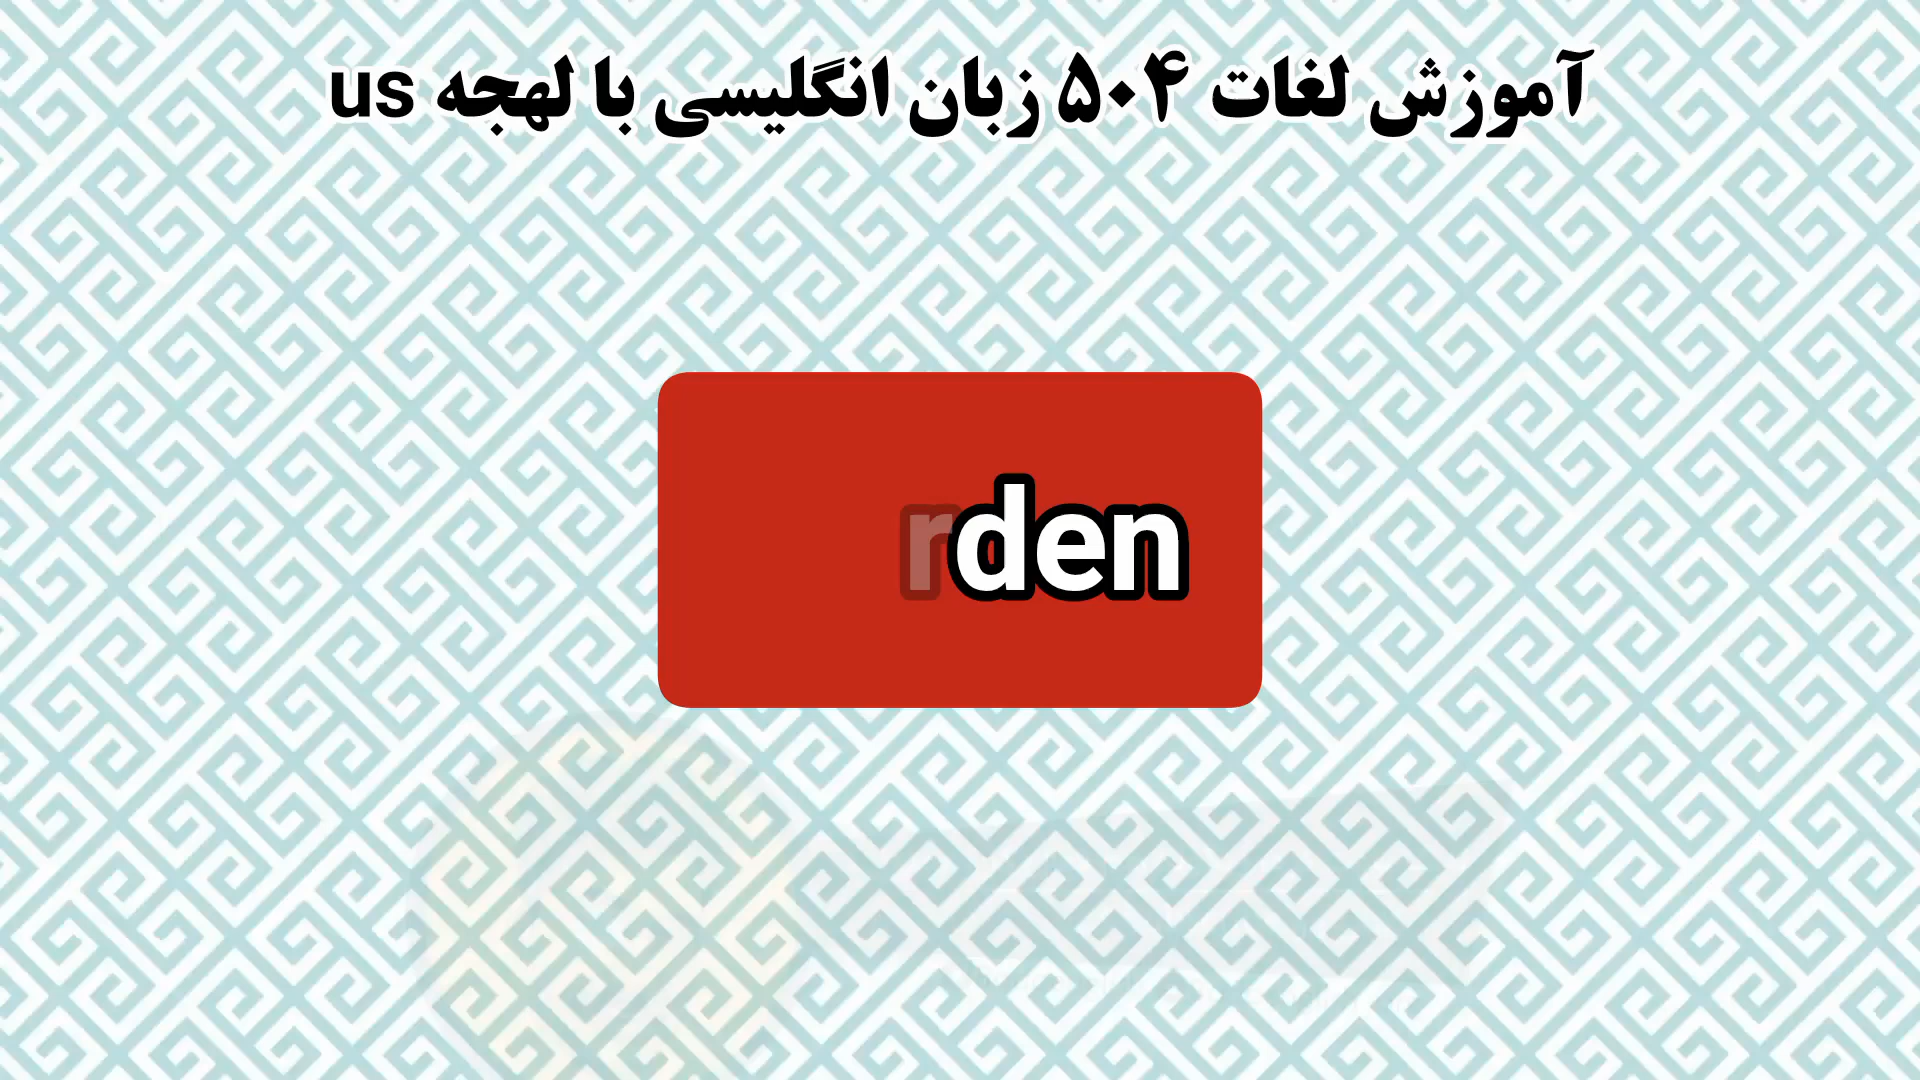 آموزش لغات ۵۰۴ زبان انگلیسی با لهجه us
rden